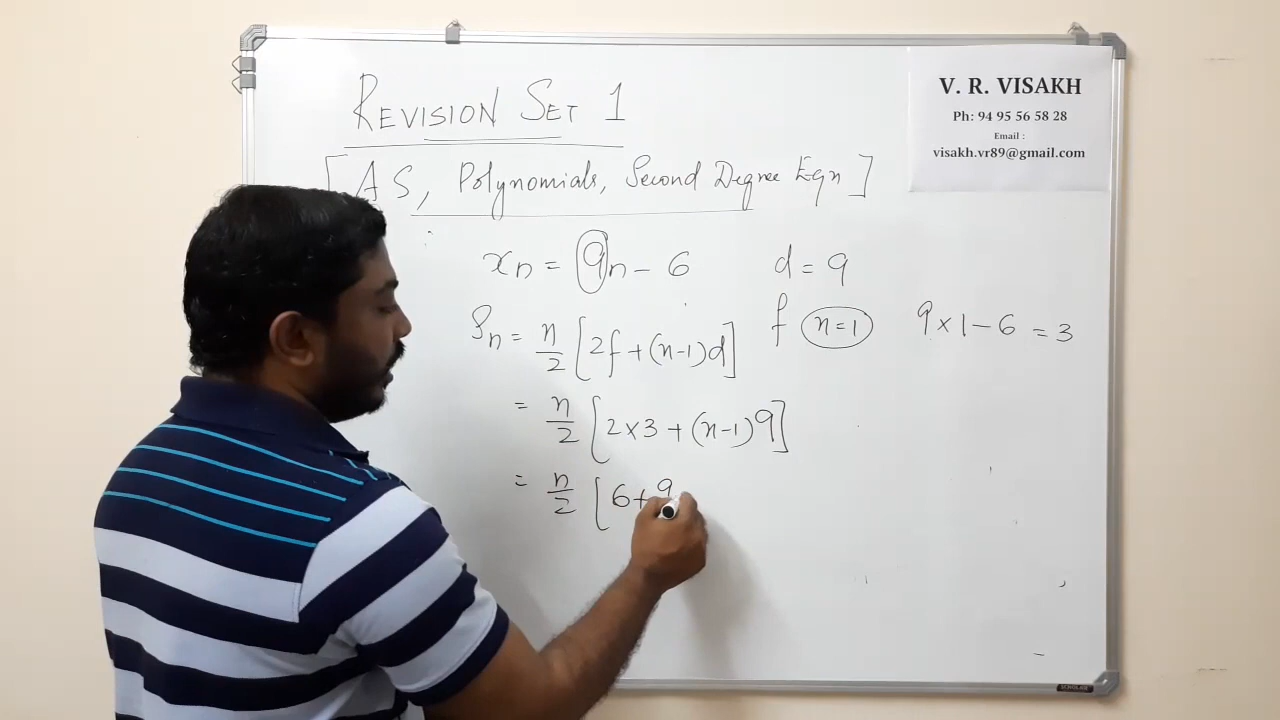 REVISION SET 1
[AS, Polynomials, Second Degree Eqn]
V. R. VISAKH
Ph: 94 95 56 58 28
Email :
visakh.vr89@gmail.com
xn = 9n - 6
d = 9
Sn = n/2 [2f + (n-1)d]
f n=1 9×1-6 = 3
= n/2 [2×3 + (n-1)9]
= n/2 [6+9
SCHOLAR